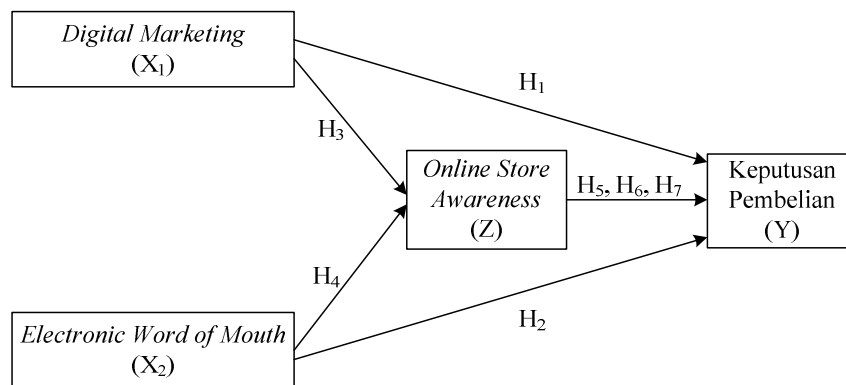 Digital Marketing
(X₁)
H₁
H₃
Online Store
Awareness
(Z)
H₅, H₆, H₇
Keputusan
Pembelian
(Y)
H₄
H₂
Electronic Word of Mouth
(X₂)